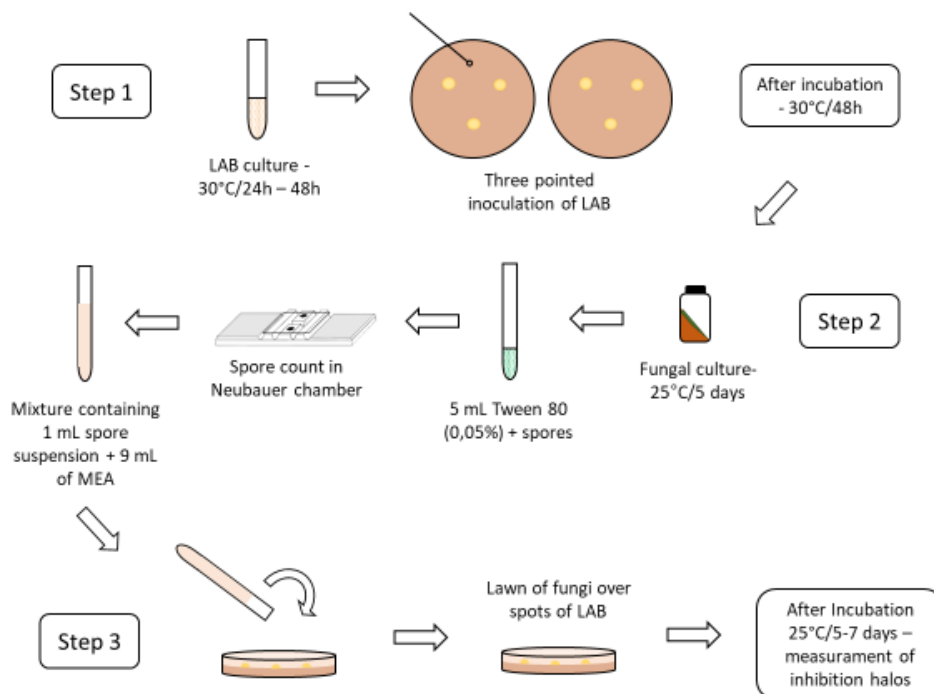 Step 1
LAB culture -
30°C/24h – 48h
Three pointed
inoculation of LAB
After incubation
- 30°C/48h
Step 2
Fungal culture-
25°C/5 days
5 mL Tween 80
(0,05%) + spores
Spore count in
Neubauer chamber
Mixture containing
1 mL spore
suspension + 9 mL
of MEA
Step 3
Lawn of fungi over
spots of LAB
After Incubation
25°C/5-7 days –
measurament of
inhibition halos